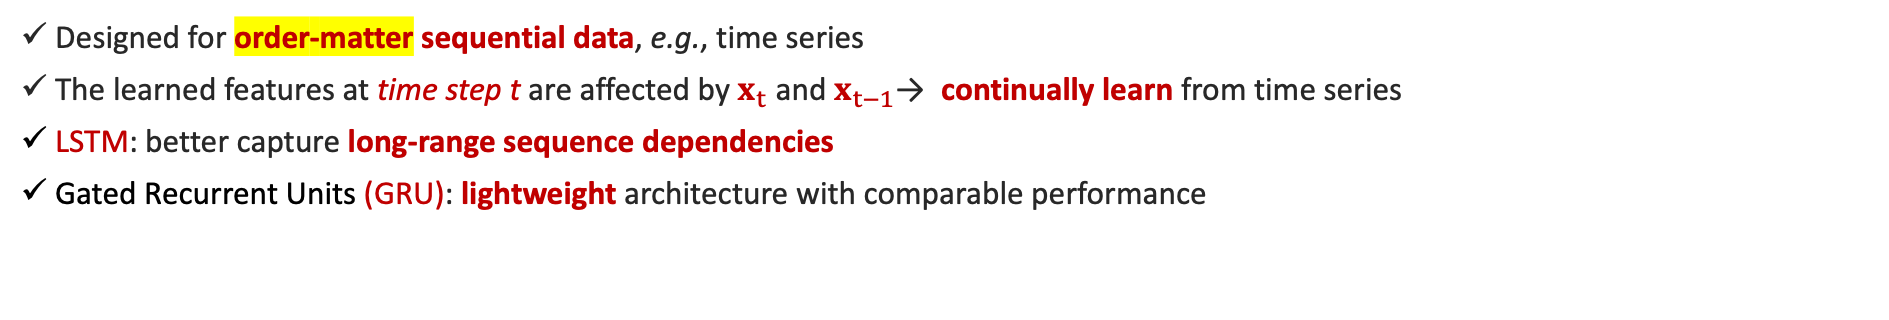 ✓ Designed for order-matter sequential data, e.g., time series
✓ The learned features at time step t are affected by xₜ and xₜ₋₁→ continually learn from time series
✓ LSTM: better capture long-range sequence dependencies
✓ Gated Recurrent Units (GRU): lightweight architecture with comparable performance